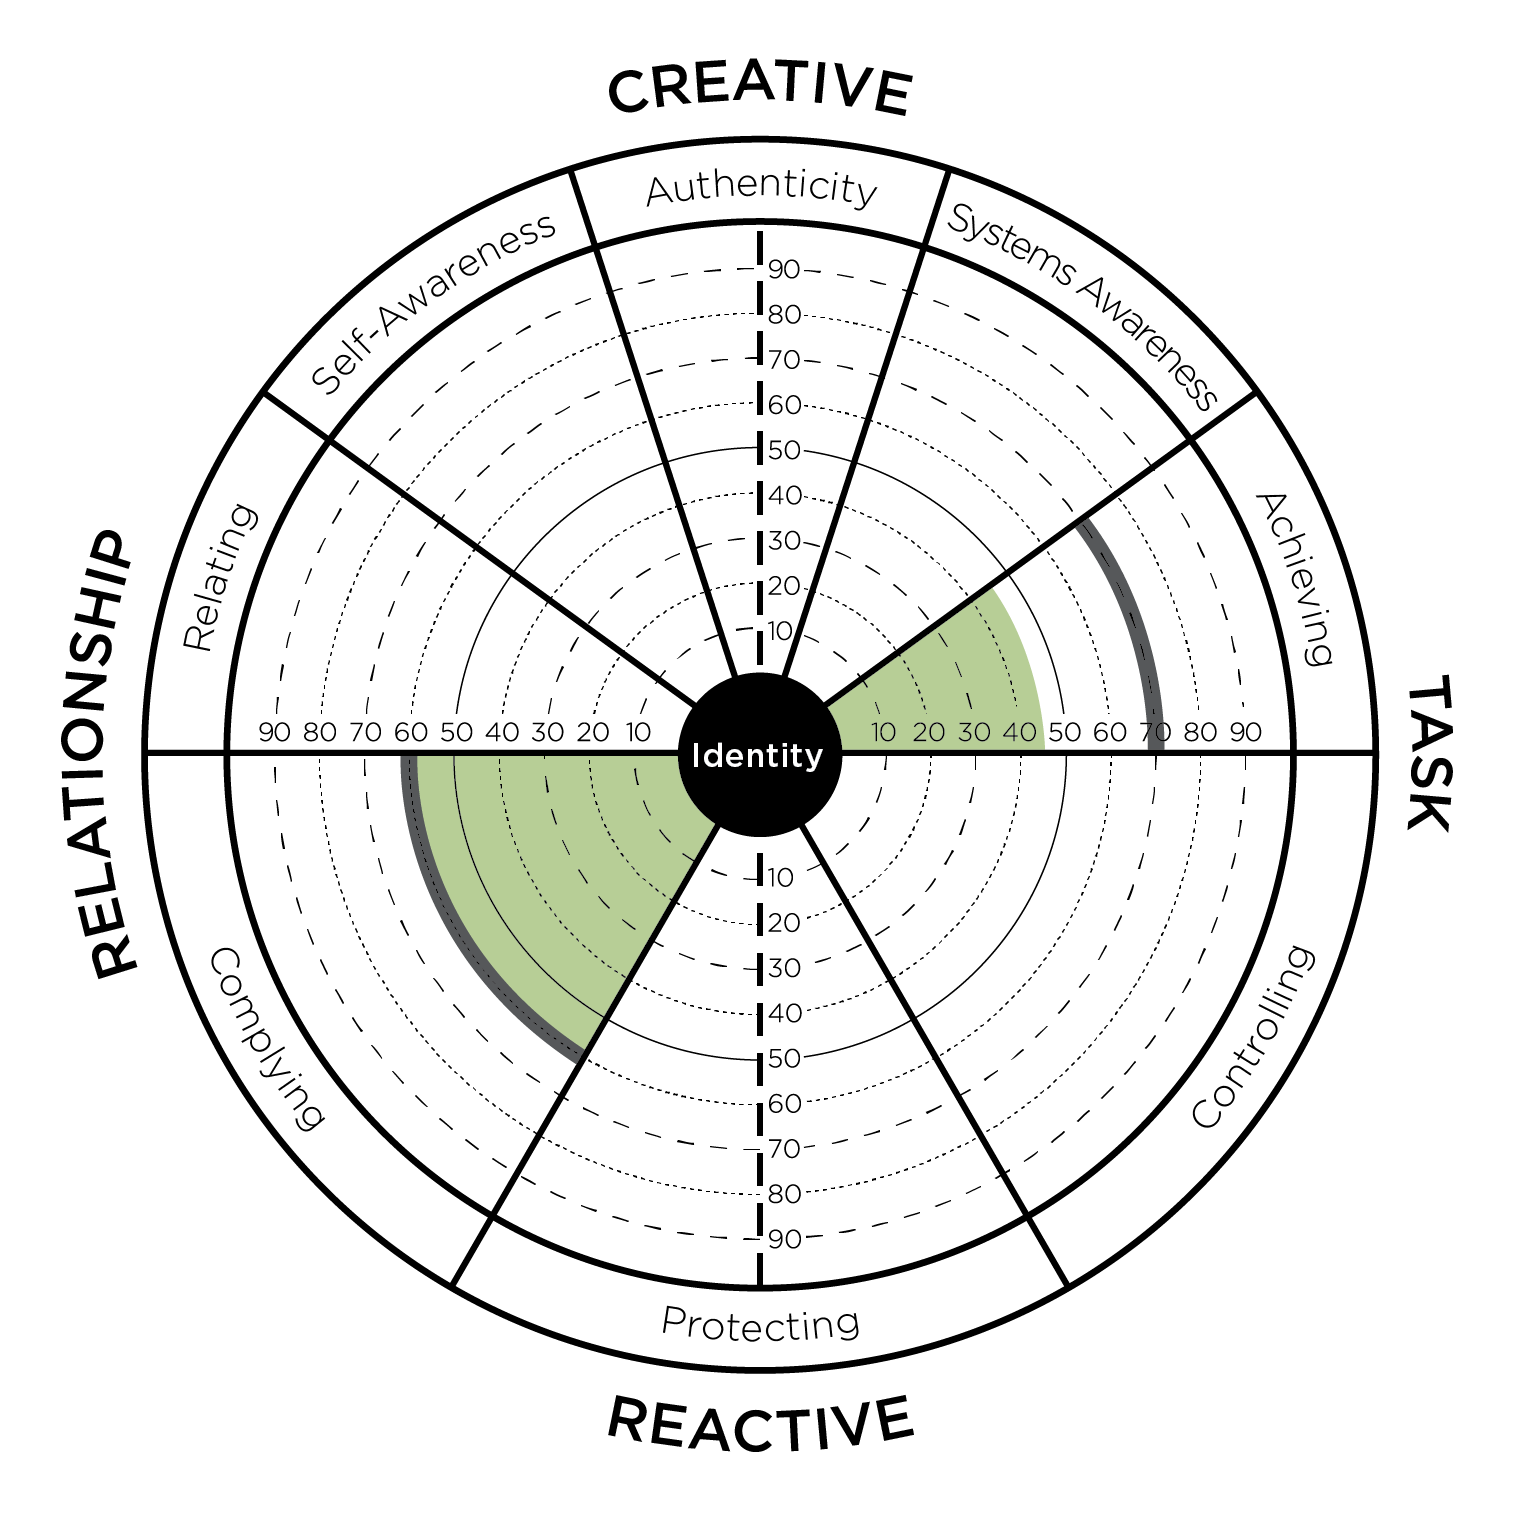 CREATIVE
Authenticity
Self-Awareness
Systems Awareness
Relating
Achieving
RELATIONSHIP
TASK
90
80
70
60
50
40
30
20
10
90 80 70 60 50 40 30 20 10
10 20 30 40 50 60 70 80 90
Identity
10
20
30
40
50
60
70
80
90
Complying
Controlling
Protecting
REACTIVE